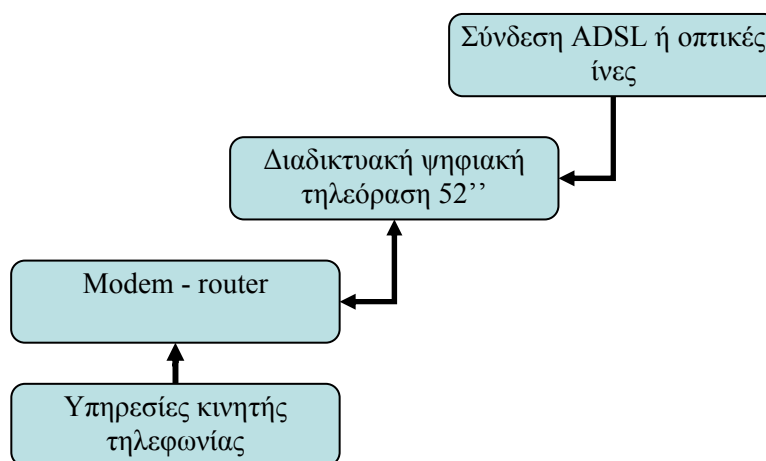 Σύνδεση ADSL ή οπτικές
ίνες
Διαδικτυακή ψηφιακή
τηλεόραση 52’’
Modem - router
Υπηρεσίες κινητής
τηλεφωνίας